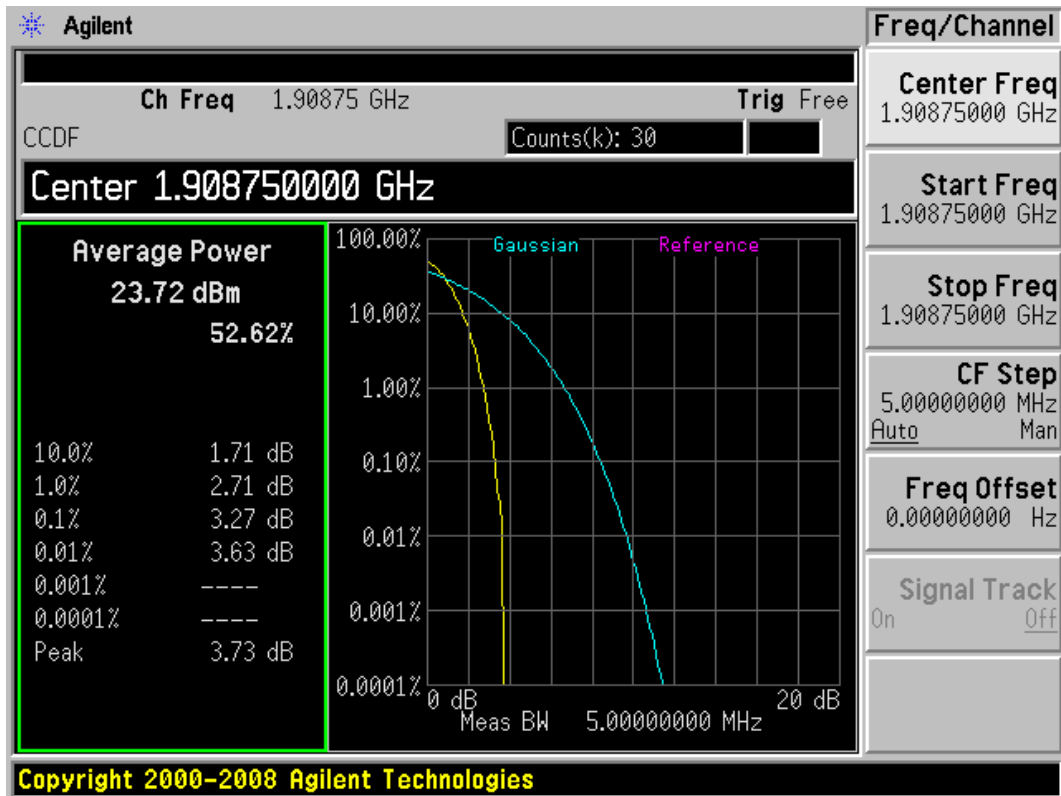 Agilent
Freq/Channel
Ch Freq 1.90875 GHz Trig Free
CCDF Counts(k): 30
Center 1.908750000 GHz
Average Power
23.72 dBm
52.62%
10.0% 1.71 dB
1.0% 2.71 dB
0.1% 3.27 dB
0.01% 3.63 dB
0.001% ----
0.0001% ----
Peak 3.73 dB
Gaussian Reference
100.00%
10.00%
1.00%
0.10%
0.01%
0.001%
0.0001%
0 dB 20 dB
Meas BW 5.00000000 MHz
Center Freq
1.90875000 GHz
Start Freq
1.90875000 GHz
Stop Freq
1.90875000 GHz
CF Step
5.00000000 MHz
Auto Man
Freq Offset
0.00000000 Hz
Signal Track
On Off
Copyright 2000-2008 Agilent Technologies